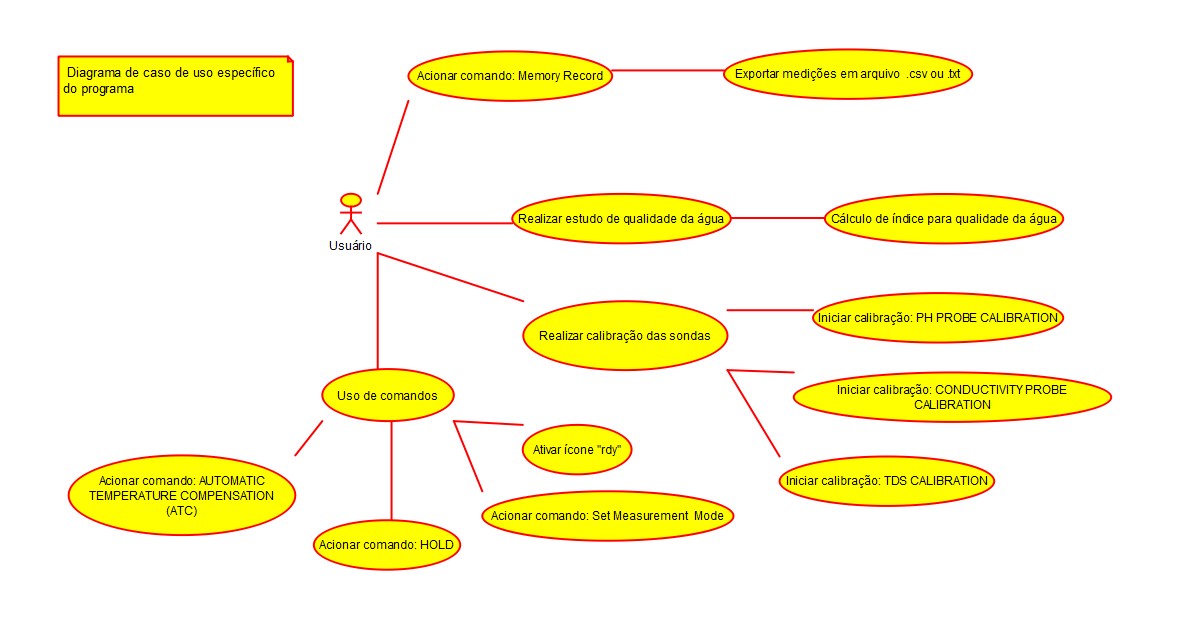 Diagrama de caso de uso específico
do programa
Acionar comando: Memory Record
Exportar medições em arquivo .csv ou .txt
Usuário
Realizar estudo de qualidade da água
Cálculo de índice para qualidade da água
Realizar calibração das sondas
Iniciar calibração: PH PROBE CALIBRATION
Iniciar calibração: CONDUCTIVITY PROBE
CALIBRATION
Iniciar calibração: TDS CALIBRATION
Uso de comandos
Ativar ícone "rdy"
Acionar comando: AUTOMATIC
TEMPERATURE COMPENSATION
(ATC)
Acionar comando: Set Measurement Mode
Acionar comando: HOLD